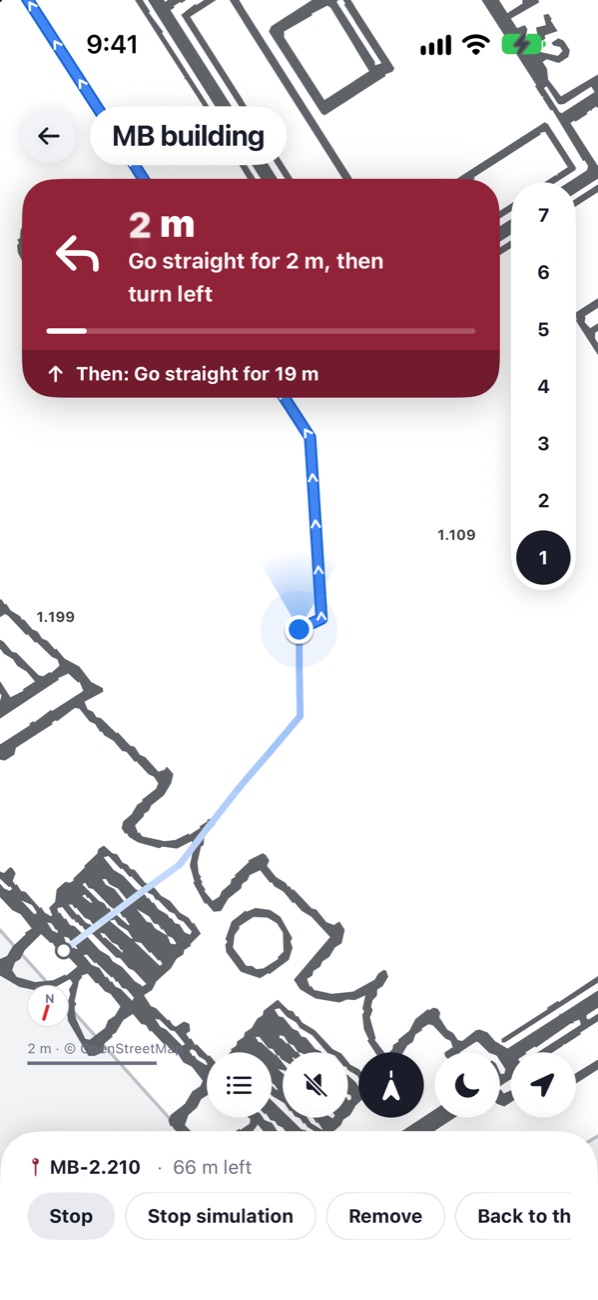 9:41
MB building
2 m
Go straight for 2 m, then
turn left
Then: Go straight for 19 m
7
6
5
4
3
2
1
1.109
1.199
N
2 m · © OpenStreetMap
MB-2.210 · 66 m left
Stop
Stop simulation
Remove
Back to th